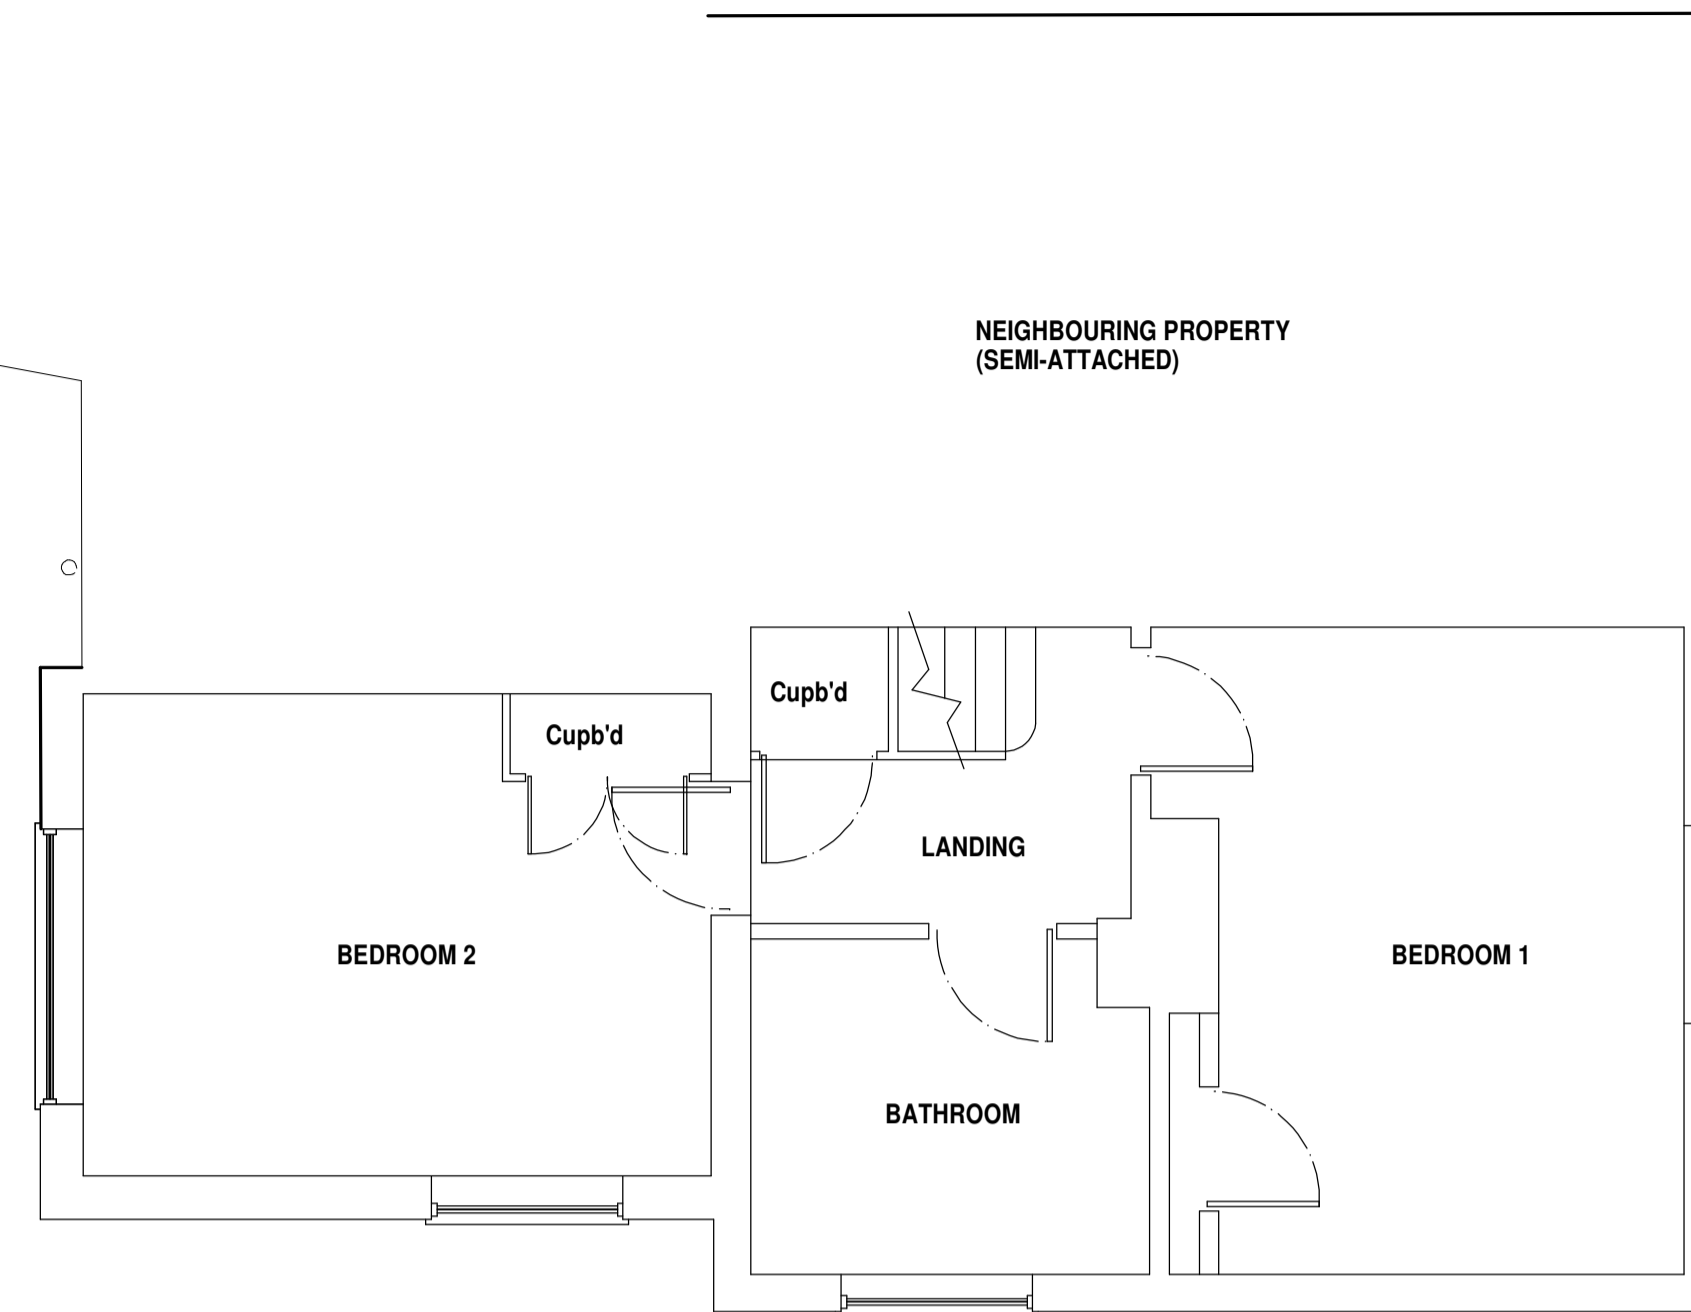 NEIGHBOURING PROPERTY
(SEMI-ATTACHED)
Cupb'd
Cupb'd
LANDING
BEDROOM 2
BEDROOM 1
BATHROOM